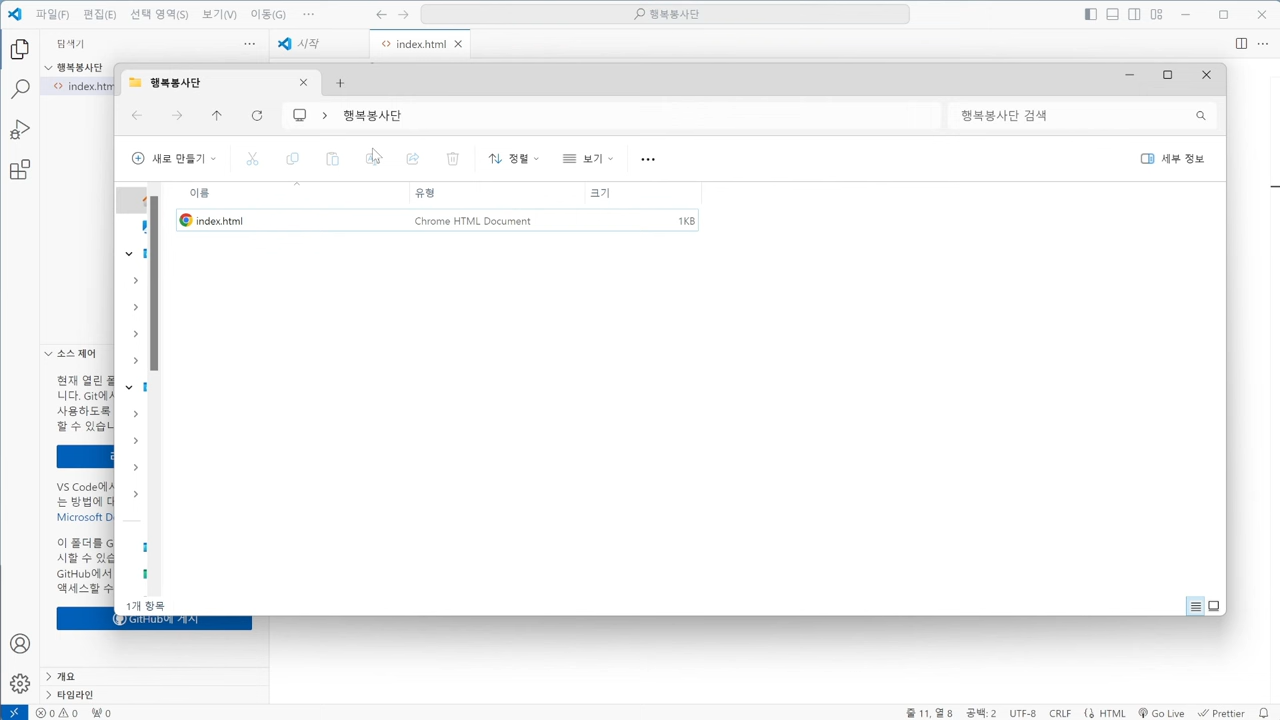 파일(F) 편집(E) 선택 영역(S) 보기(V) 이동(G) ··· 행복봉사단
탐색기 ···
시작
index.html
행복봉사단
index.htm
행복봉사단
행복봉사단
행복봉사단 검색
새로 만들기
정렬
보기
···
세부 정보
이름 유형 크기
index.html Chrome HTML Document 1KB
1개 항목
소스 제어
현재 열린 폴
니다. Git에서
사용하도록
할 수 있습니
VS Code에서
는 방법에 대
Microsoft D
이 폴더를 G
시할 수 있습
GitHub에서
액세스할 수
GitHub에 게시
개요
타임라인
0 0 0
줄 11, 열 8 공백: 2 UTF-8 CRLF HTML Go Live Prettier